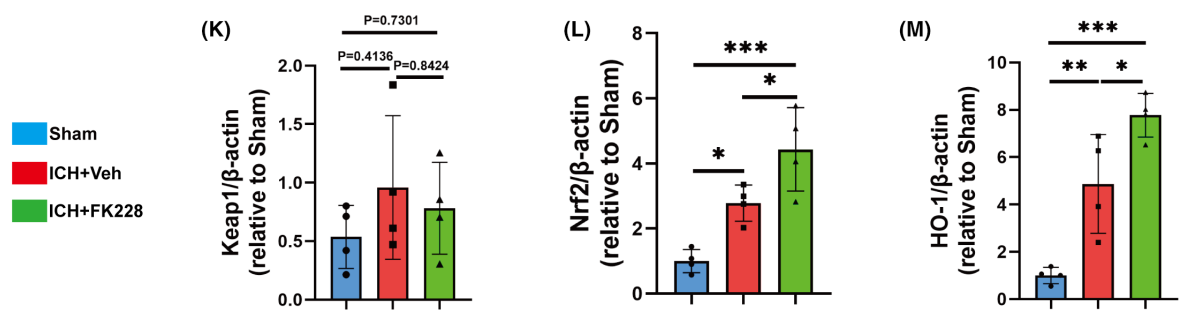 Sham
ICH+Veh
ICH+FK228
(K)
P=0.7301
P=0.4136
P=0.8424
Keap1/β-actin
(relative to Sham)
2.0
1.5
1.0
0.5
0.0
(L)
***
*
*
Nrf2/β-actin
(relative to Sham)
8
6
4
2
0
(M)
***
**
*
HO-1/β-actin
(relative to Sham)
10
8
6
4
2
0